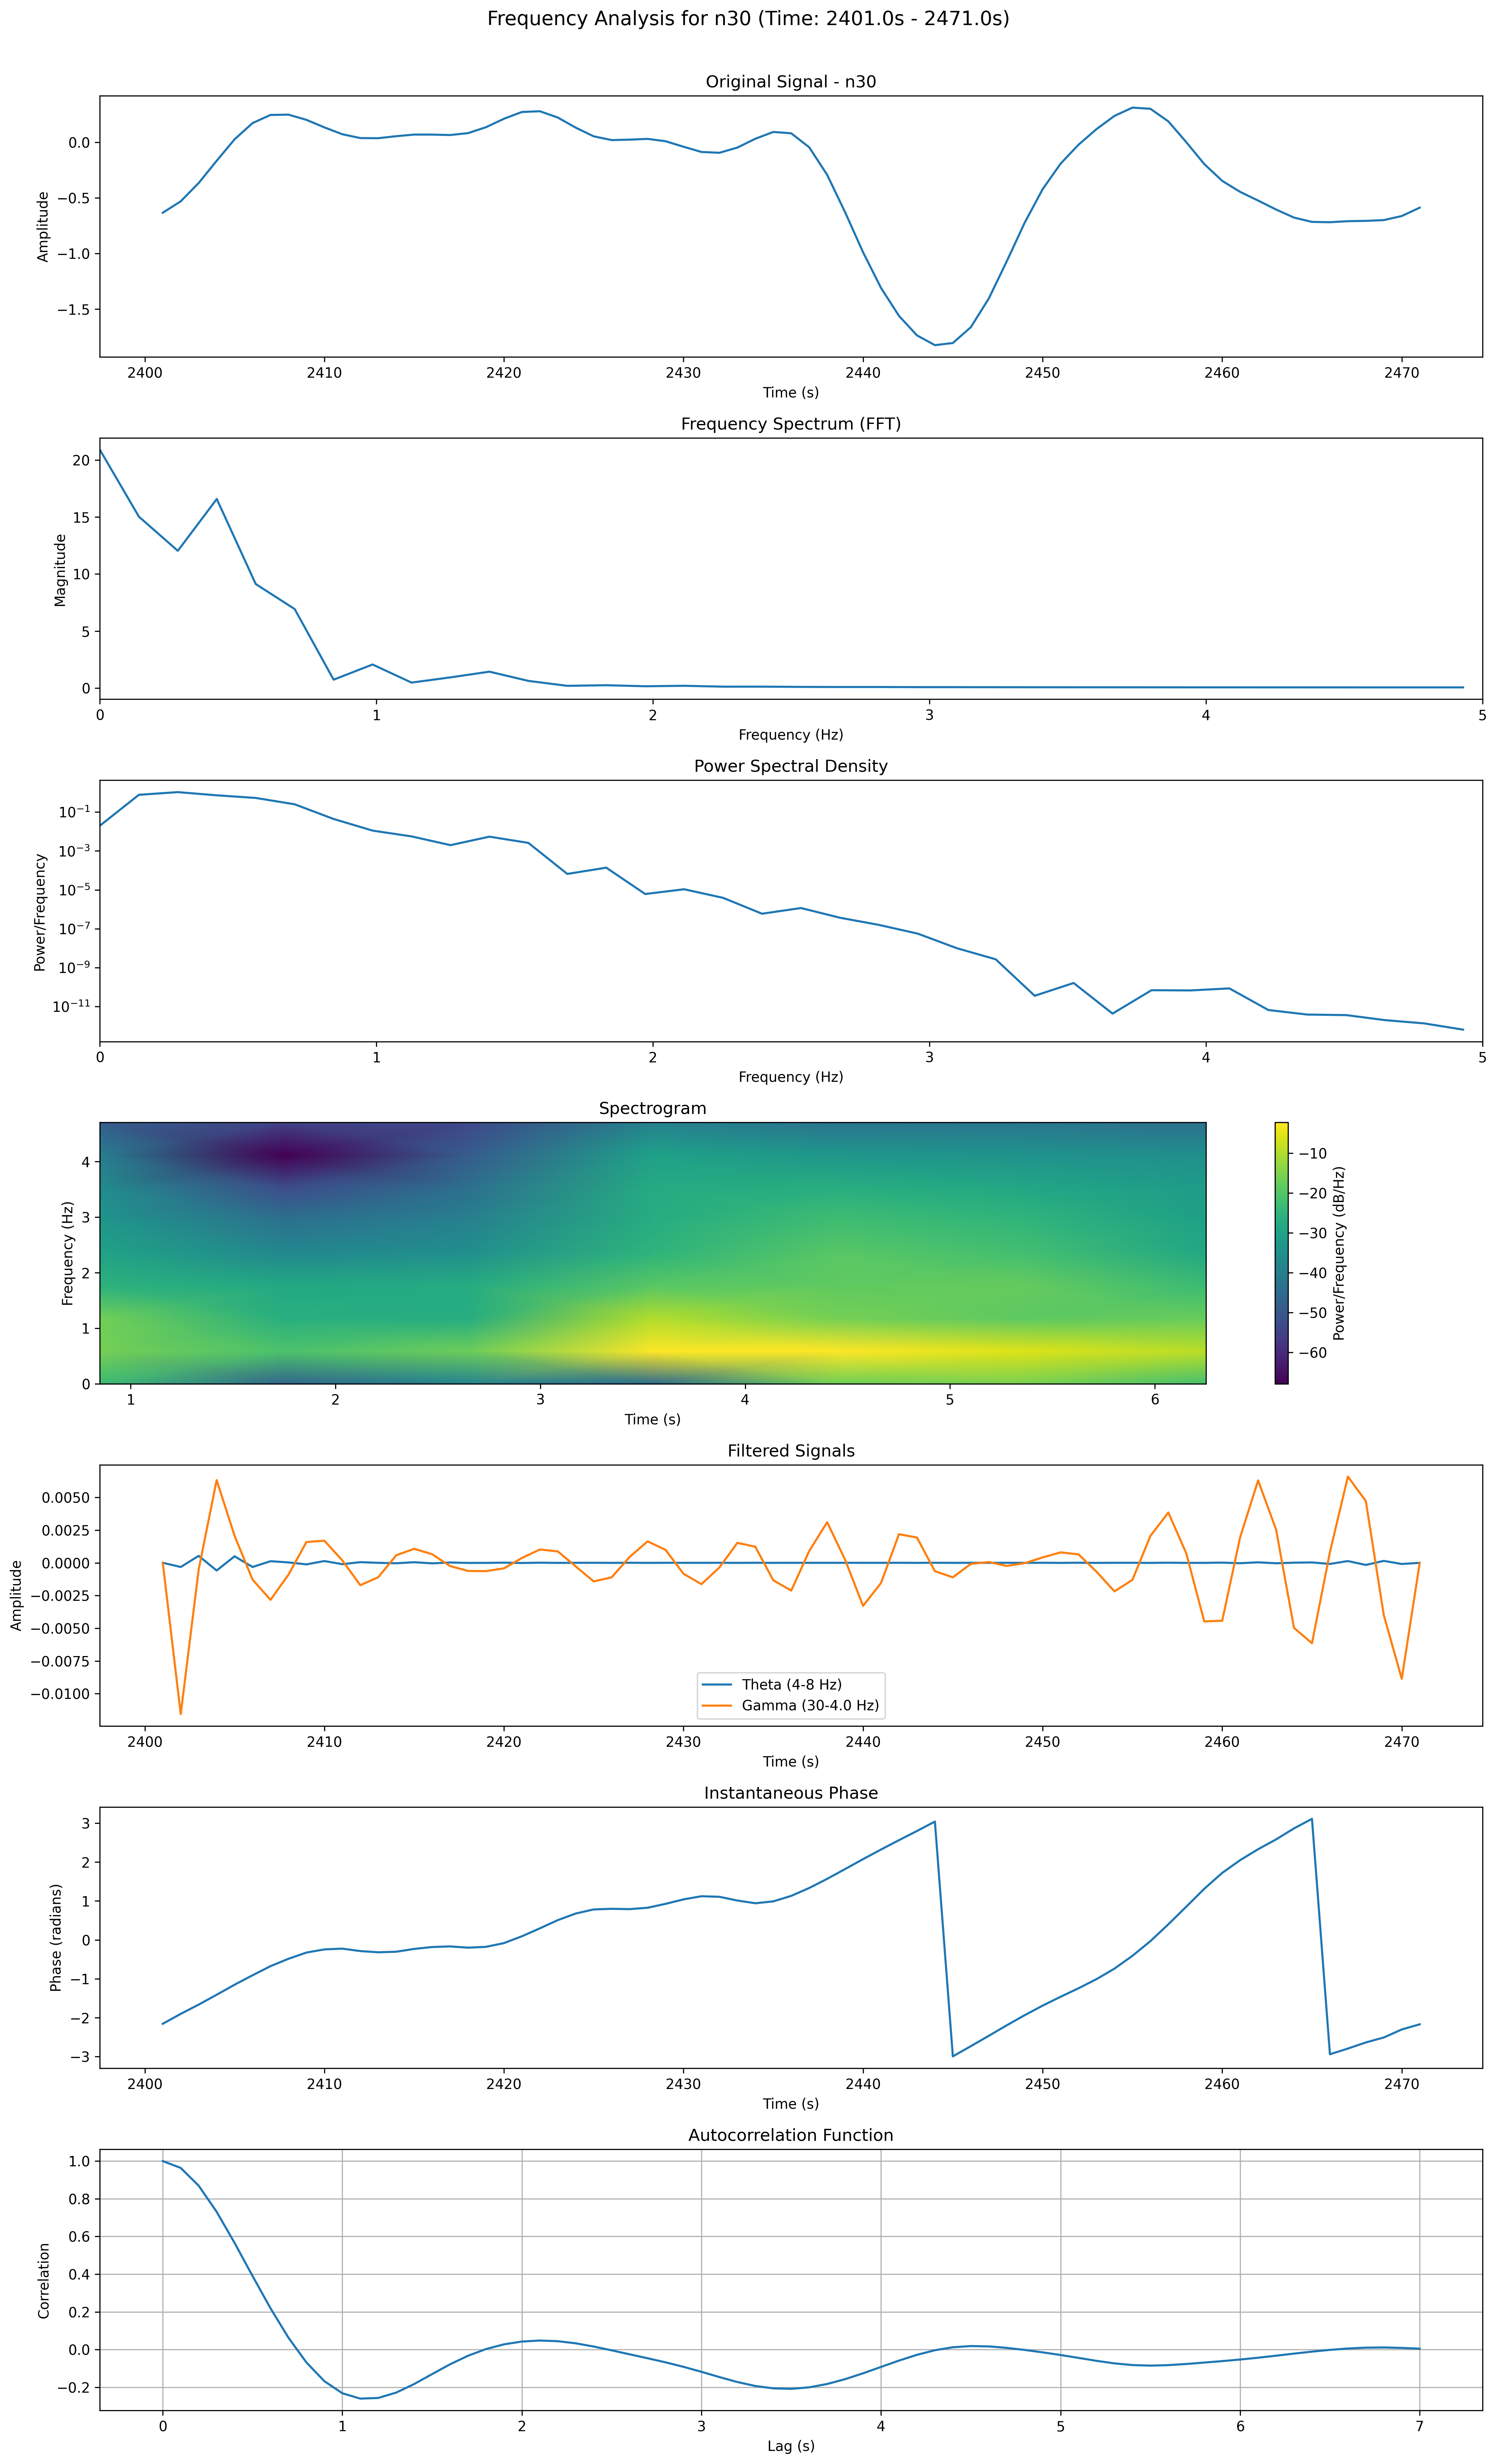 Frequency Analysis for n30 (Time: 2401.0s - 2471.0s)
Original Signal - n30
Amplitude
0.0
−0.5
−1.0
−1.5
2400 2410 2420 2430 2440 2450 2460 2470
Time (s)
Frequency Spectrum (FFT)
Magnitude
20
15
10
5
0
0 1 2 3 4 5
Frequency (Hz)
Power Spectral Density
Power/Frequency
10⁻¹
10⁻³
10⁻⁵
10⁻⁷
10⁻⁹
10⁻¹¹
0 1 2 3 4 5
Frequency (Hz)
Spectrogram
Frequency (Hz)
4
3
2
1
0
1 2 3 4 5 6
Time (s)
−10
−20
−30
−40
−50
−60
Power/Frequency (dB/Hz)
Filtered Signals
Amplitude
0.0050
0.0025
0.0000
−0.0025
−0.0050
−0.0075
−0.0100
Theta (4-8 Hz)
Gamma (30-4.0 Hz)
2400 2410 2420 2430 2440 2450 2460 2470
Time (s)
Instantaneous Phase
Phase (radians)
3
2
1
0
−1
−2
−3
2400 2410 2420 2430 2440 2450 2460 2470
Time (s)
Autocorrelation Function
Correlation
1.0
0.8
0.6
0.4
0.2
0.0
−0.2
0 1 2 3 4 5 6 7
Lag (s)